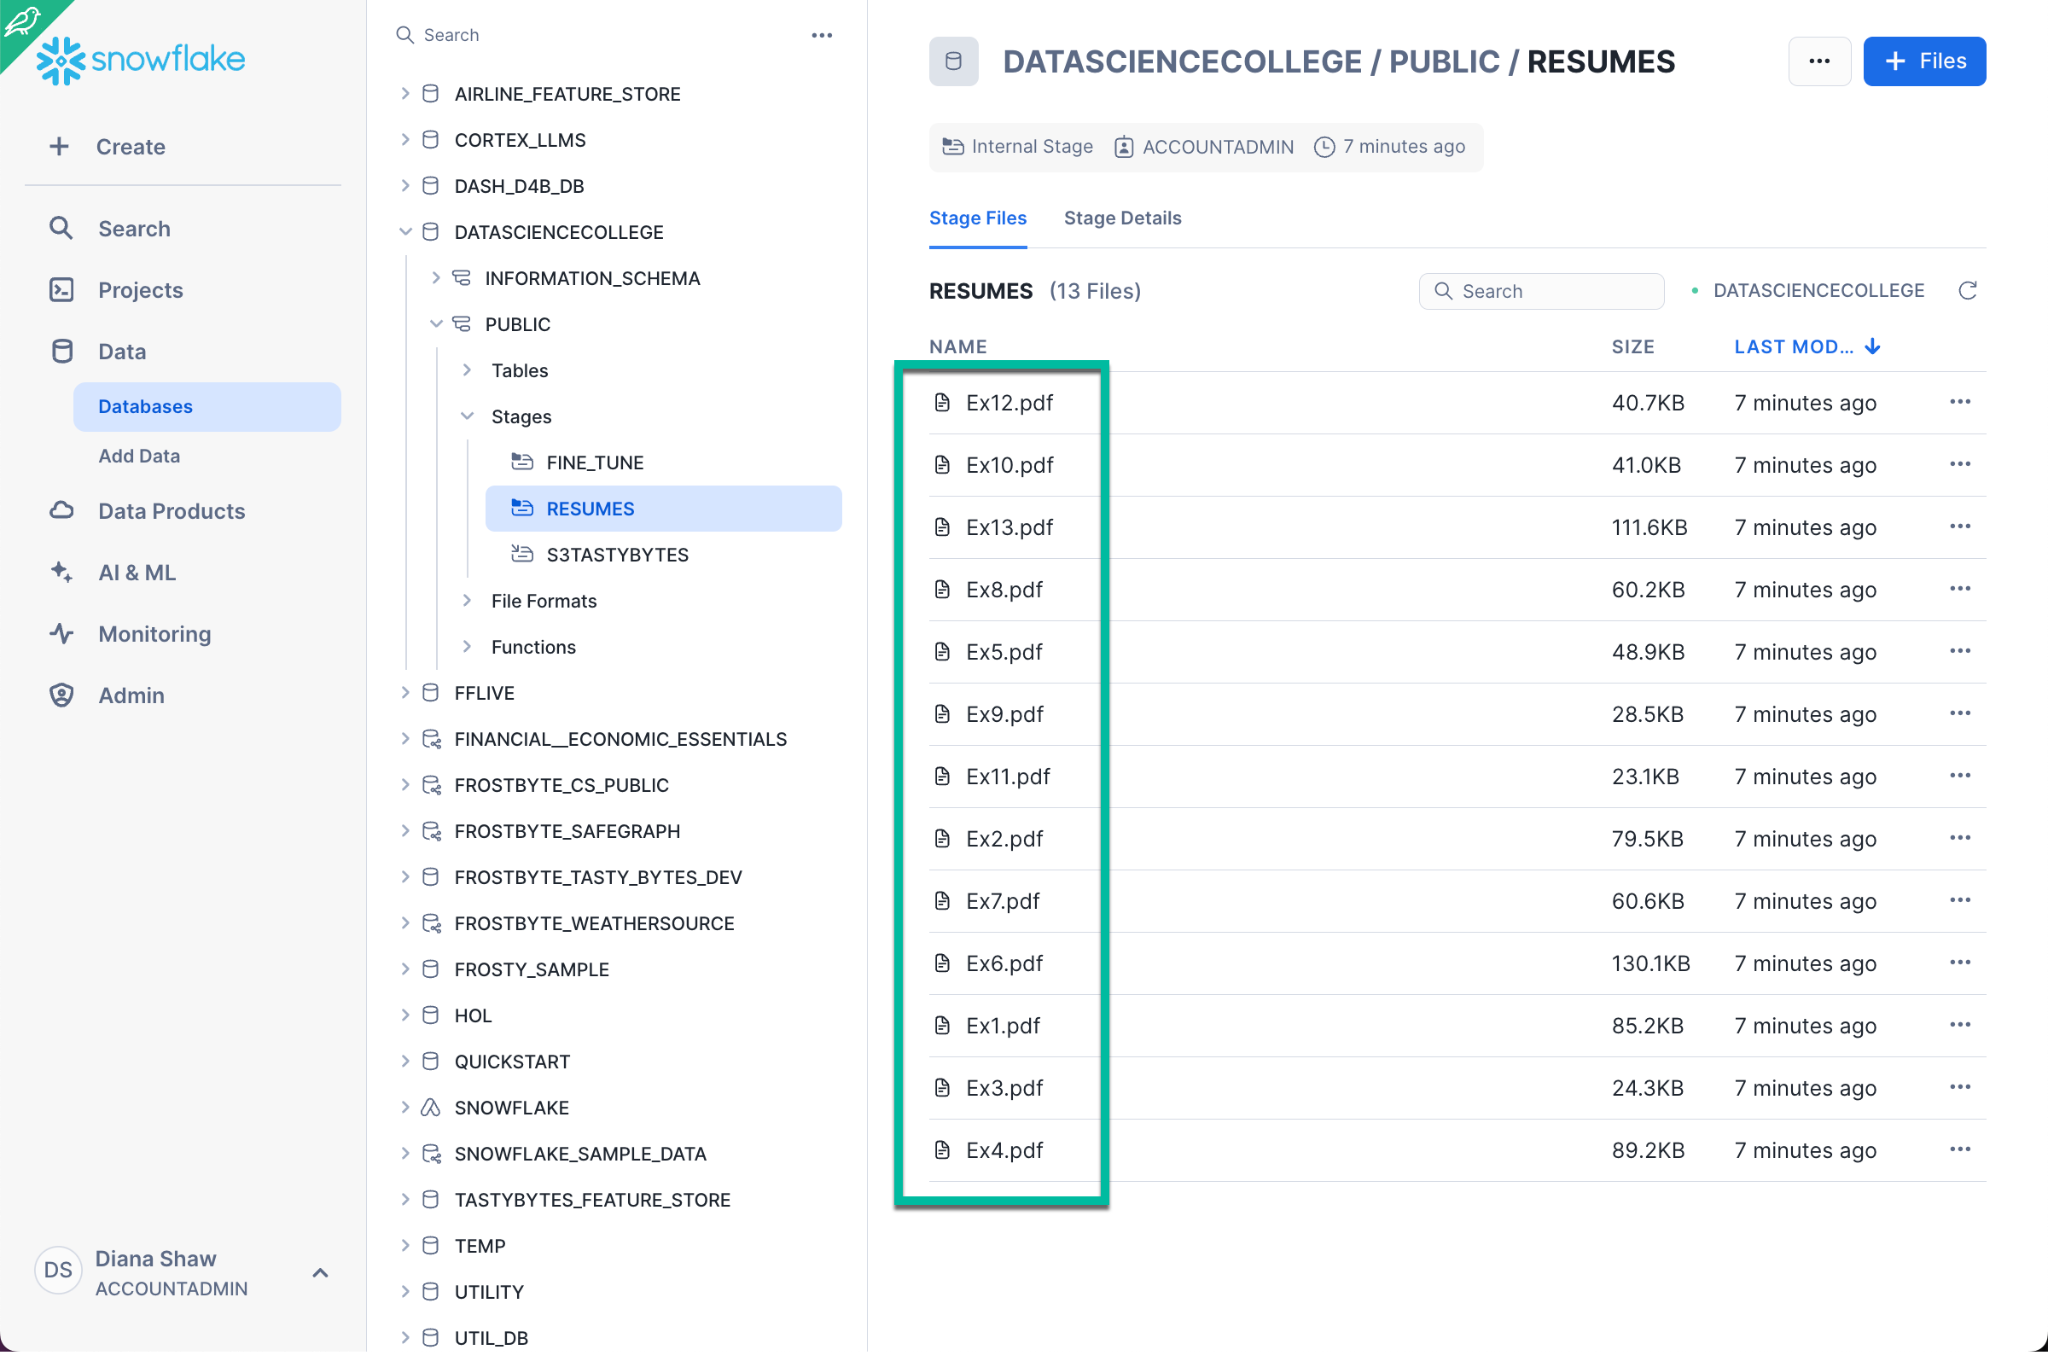 snowflake
Create
Search
Projects
Data
Databases
Add Data
Data Products
AI & ML
Monitoring
Admin
DS
Diana Shaw
ACCOUNTADMIN
Search
AIRLINE_FEATURE_STORE
CORTEX_LLMS
DASH_D4B_DB
DATASCIENCECOLLEGE
INFORMATION_SCHEMA
PUBLIC
Tables
Stages
FINE_TUNE
RESUMES
S3TASTYBYTES
File Formats
Functions
FFLIVE
FINANCIAL__ECONOMIC_ESSENTIALS
FROSTBYTE_CS_PUBLIC
FROSTBYTE_SAFEGRAPH
FROSTBYTE_TASTY_BYTES_DEV
FROSTBYTE_WEATHERSOURCE
FROSTY_SAMPLE
HOL
QUICKSTART
SNOWFLAKE
SNOWFLAKE_SAMPLE_DATA
TASTYBYTES_FEATURE_STORE
TEMP
UTILITY
UTIL_DB
DATASCIENCECOLLEGE / PUBLIC / RESUMES
+ Files
Internal Stage ACCOUNTADMIN 7 minutes ago
Stage Files Stage Details
RESUMES (13 Files) Search DATASCIENCECOLLEGE
NAME SIZE LAST MOD...
Ex12.pdf 40.7KB 7 minutes ago
Ex10.pdf 41.0KB 7 minutes ago
Ex13.pdf 111.6KB 7 minutes ago
Ex8.pdf 60.2KB 7 minutes ago
Ex5.pdf 48.9KB 7 minutes ago
Ex9.pdf 28.5KB 7 minutes ago
Ex11.pdf 23.1KB 7 minutes ago
Ex2.pdf 79.5KB 7 minutes ago
Ex7.pdf 60.6KB 7 minutes ago
Ex6.pdf 130.1KB 7 minutes ago
Ex1.pdf 85.2KB 7 minutes ago
Ex3.pdf 24.3KB 7 minutes ago
Ex4.pdf 89.2KB 7 minutes ago